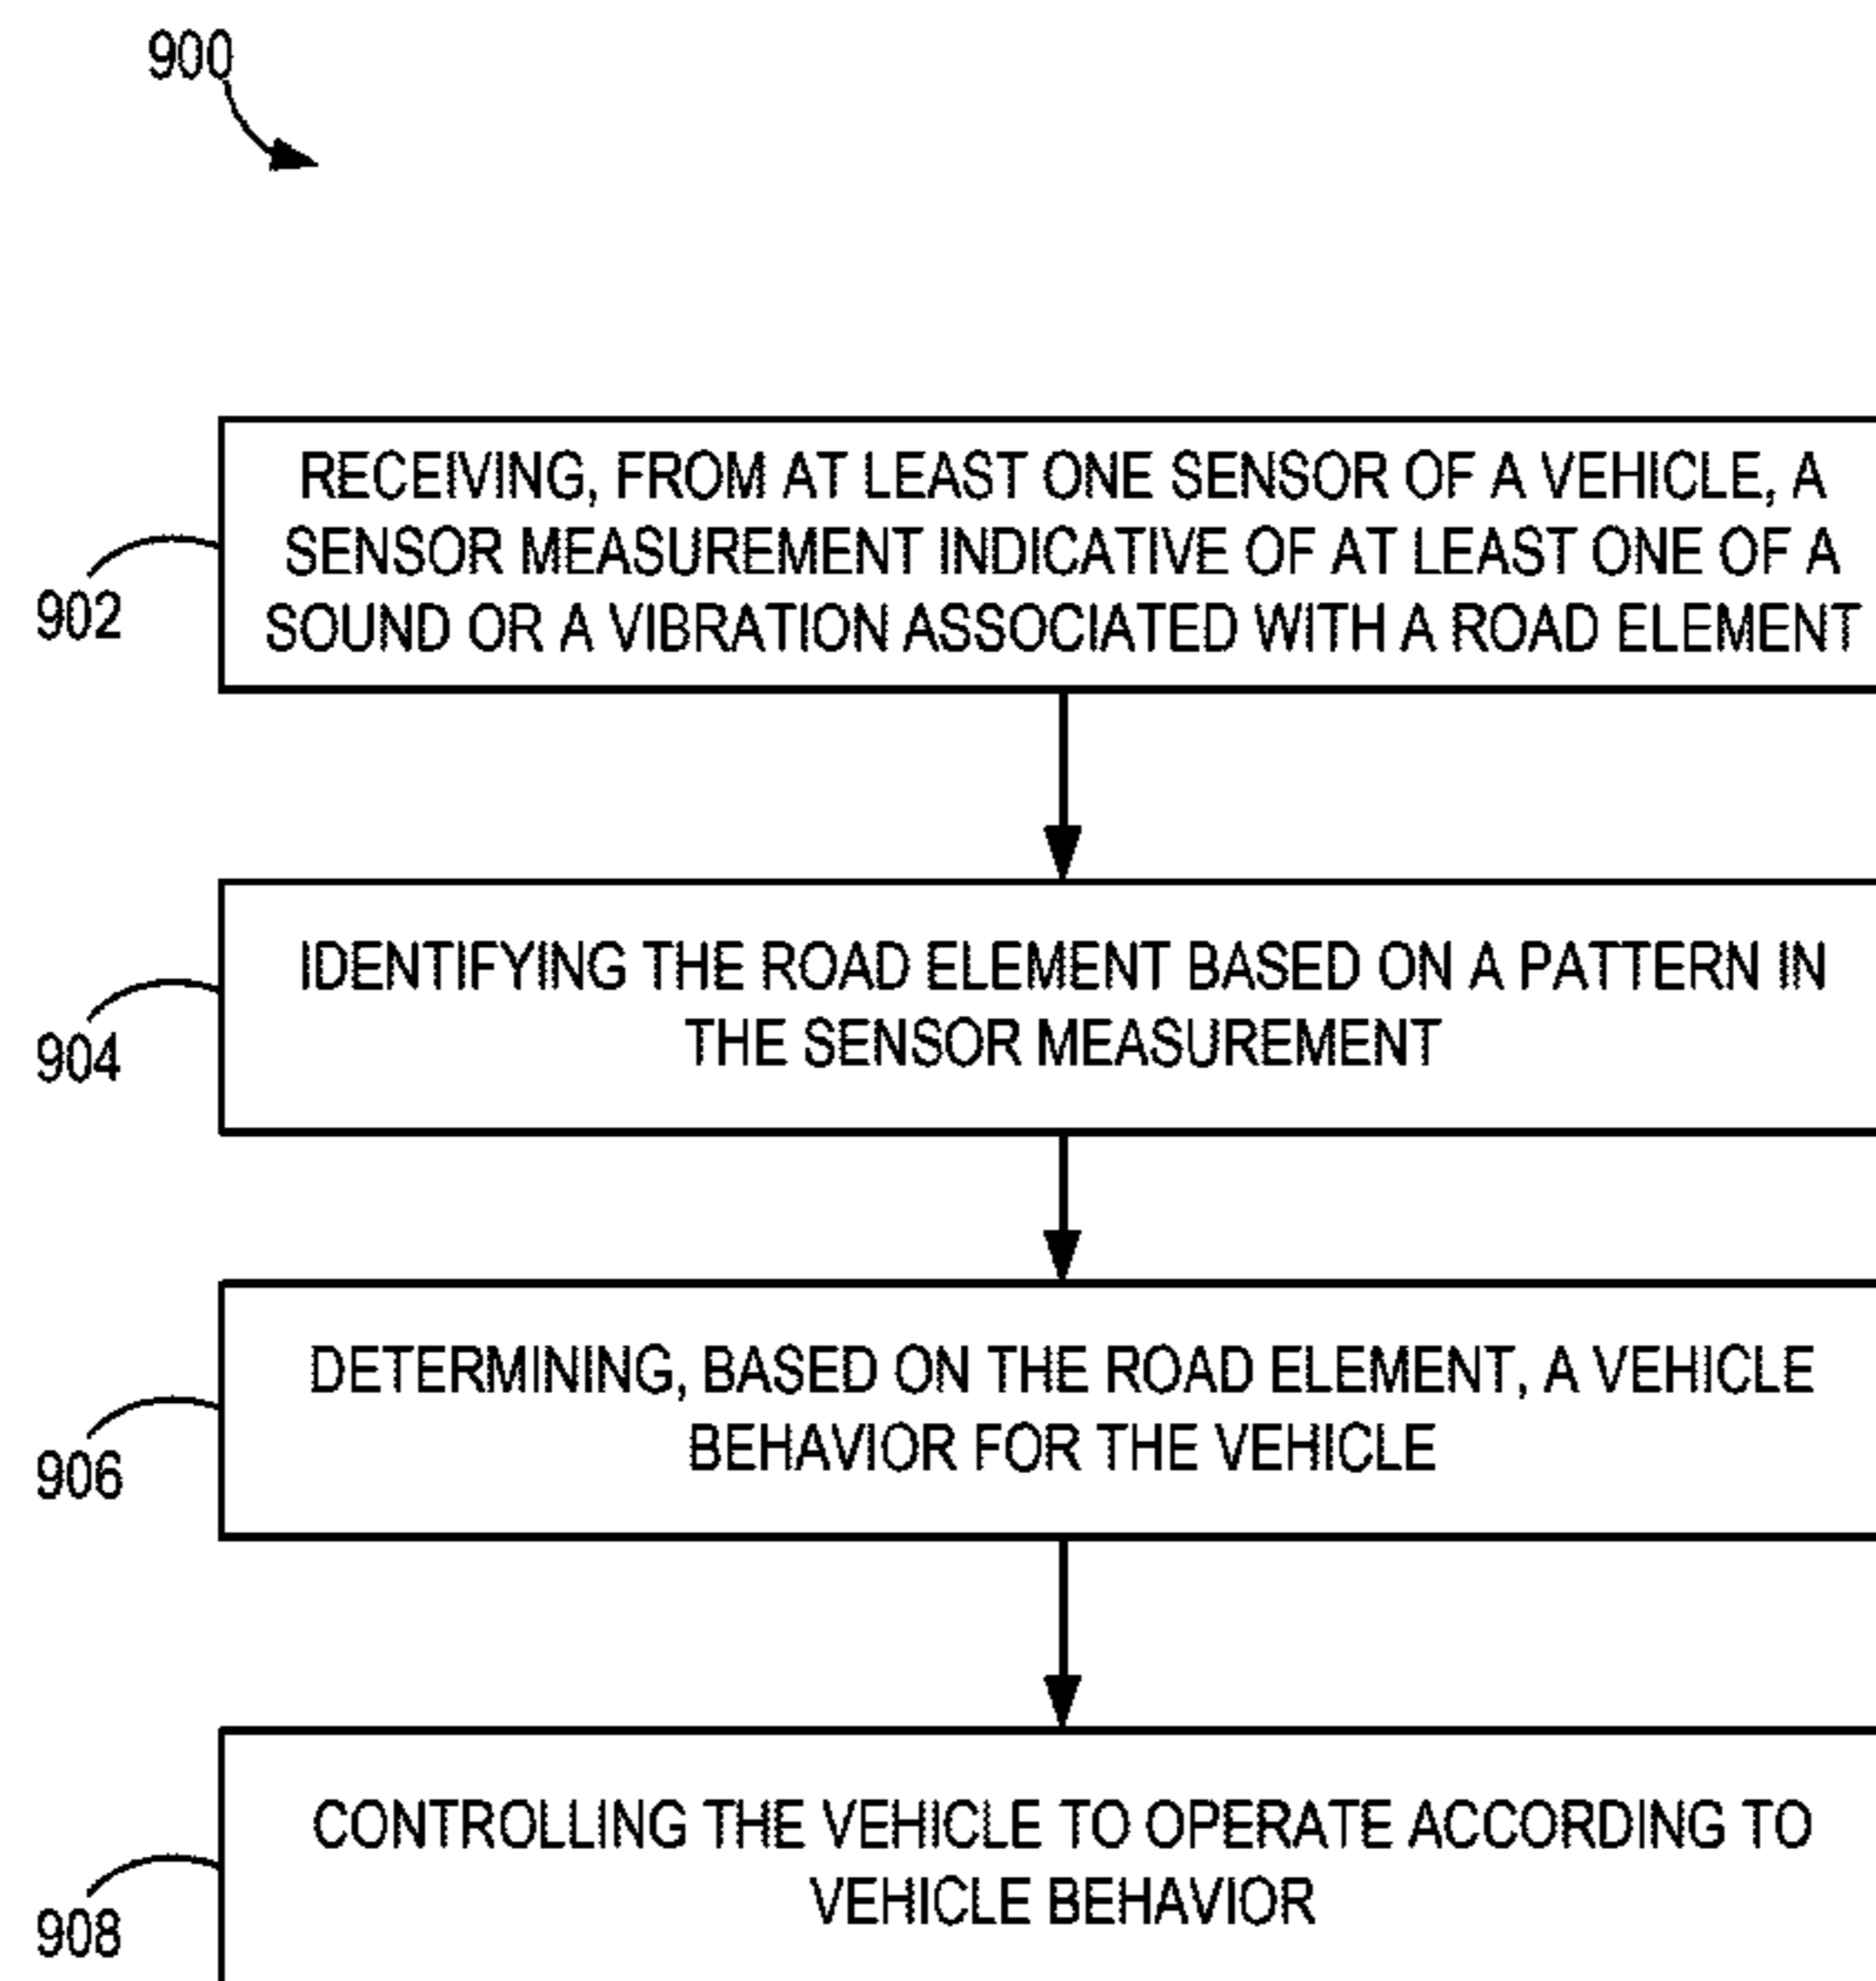 900
RECEIVING, FROM AT LEAST ONE SENSOR OF A VEHICLE, A
SENSOR MEASUREMENT INDICATIVE OF AT LEAST ONE OF A
SOUND OR A VIBRATION ASSOCIATED WITH A ROAD ELEMENT
902
IDENTIFYING THE ROAD ELEMENT BASED ON A PATTERN IN
THE SENSOR MEASUREMENT
904
DETERMINING, BASED ON THE ROAD ELEMENT, A VEHICLE
BEHAVIOR FOR THE VEHICLE
906
CONTROLLING THE VEHICLE TO OPERATE ACCORDING TO
VEHICLE BEHAVIOR
908